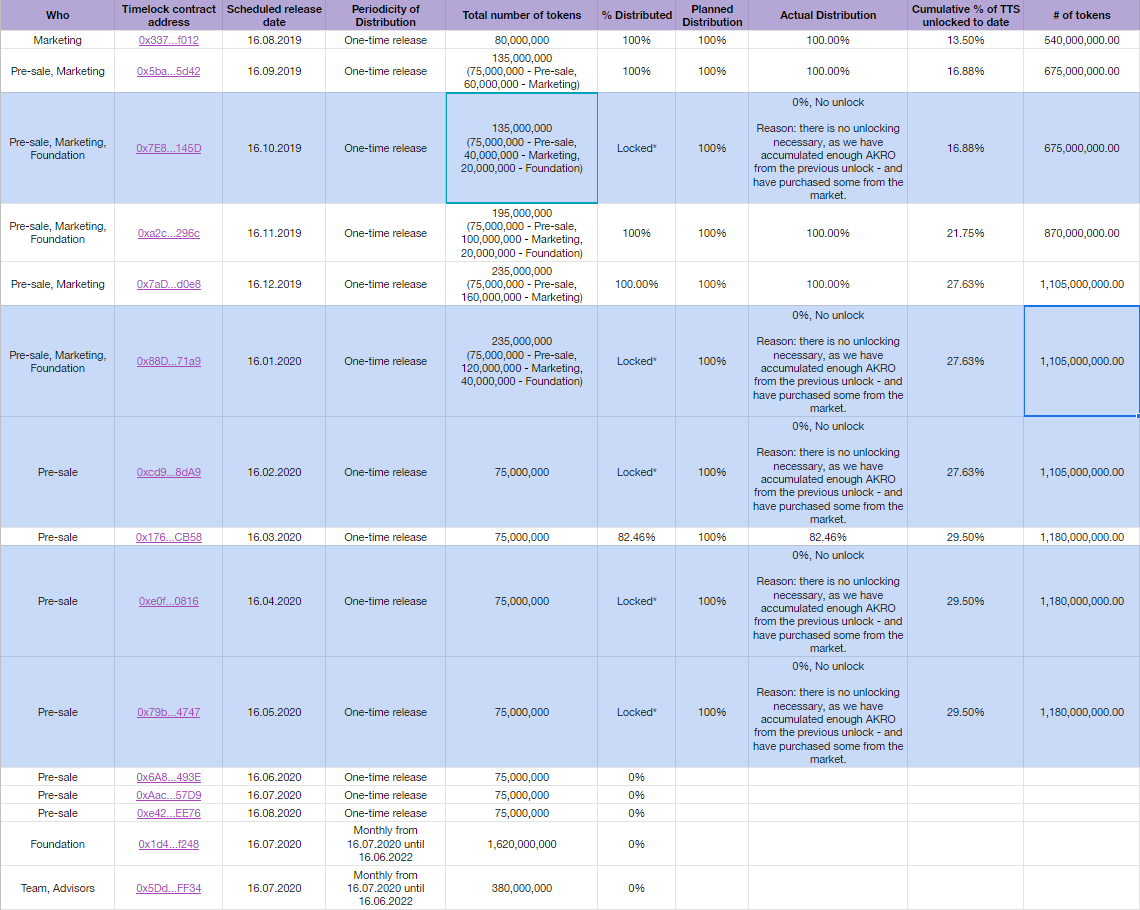 Who
Timelock contract
address
Scheduled release
date
Periodicity of
Distribution
Total number of tokens
% Distributed
Planned
Distribution
Actual Distribution
Cumulative % of TTS
unlocked to date
# of tokens
Marketing
0x337...f012
16.08.2019
One-time release
80,000,000
100%
100%
100.00%
13.50%
540,000,000.00
Pre-sale, Marketing
0x5ba...5d42
16.09.2019
One-time release
135,000,000
(75,000,000 - Pre-sale,
60,000,000 - Marketing)
100%
100%
100.00%
16.88%
675,000,000.00
Pre-sale, Marketing,
Foundation
0x7E8...145D
16.10.2019
One-time release
135,000,000
(75,000,000 - Pre-sale,
40,000,000 - Marketing,
20,000,000 - Foundation)
Locked*
100%
0%, No unlock
Reason: there is no unlocking
necessary, as we have
accumulated enough AKRO
from the previous unlock - and
have purchased some from the
market.
16.88%
675,000,000.00
Pre-sale, Marketing,
Foundation
0xa2c...296c
16.11.2019
One-time release
195,000,000
(75,000,000 - Pre-sale,
100,000,000 - Marketing,
20,000,000 - Foundation)
100%
100%
100.00%
21.75%
870,000,000.00
Pre-sale, Marketing
0x7aD...d0e8
16.12.2019
One-time release
235,000,000
(75,000,000 - Pre-sale,
160,000,000 - Marketing)
100.00%
100%
100.00%
27.63%
1,105,000,000.00
Pre-sale, Marketing,
Foundation
0x88D...71a9
16.01.2020
One-time release
235,000,000
(75,000,000 - Pre-sale,
120,000,000 - Marketing,
40,000,000 - Foundation)
Locked*
100%
0%, No unlock
Reason: there is no unlocking
necessary, as we have
accumulated enough AKRO
from the previous unlock - and
have purchased some from the
market.
27.63%
1,105,000,000.00
Pre-sale
0xcd9...8dA9
16.02.2020
One-time release
75,000,000
Locked*
100%
0%, No unlock
Reason: there is no unlocking
necessary, as we have
accumulated enough AKRO
from the previous unlock - and
have purchased some from the
market.
27.63%
1,105,000,000.00
Pre-sale
0x176...CB58
16.03.2020
One-time release
75,000,000
82.46%
100%
82.46%
29.50%
1,180,000,000.00
Pre-sale
0xe0f...0816
16.04.2020
One-time release
75,000,000
Locked*
100%
0%, No unlock
Reason: there is no unlocking
necessary, as we have
accumulated enough AKRO
from the previous unlock - and
have purchased some from the
market.
29.50%
1,180,000,000.00
Pre-sale
0x79b...4747
16.05.2020
One-time release
75,000,000
Locked*
100%
0%, No unlock
Reason: there is no unlocking
necessary, as we have
accumulated enough AKRO
from the previous unlock - and
have purchased some from the
market.
29.50%
1,180,000,000.00
Pre-sale
0x6A8...493E
16.06.2020
One-time release
75,000,000
0%
Pre-sale
0xAac...57D9
16.07.2020
One-time release
75,000,000
0%
Pre-sale
0xe42...EE76
16.08.2020
One-time release
75,000,000
0%
Foundation
0x1d4...f248
16.07.2020
Monthly from
16.07.2020 until
16.06.2022
1,620,000,000
0%
Team, Advisors
0x5Dd...FF34
16.07.2020
Monthly from
16.07.2020 until
16.06.2022
380,000,000
0%